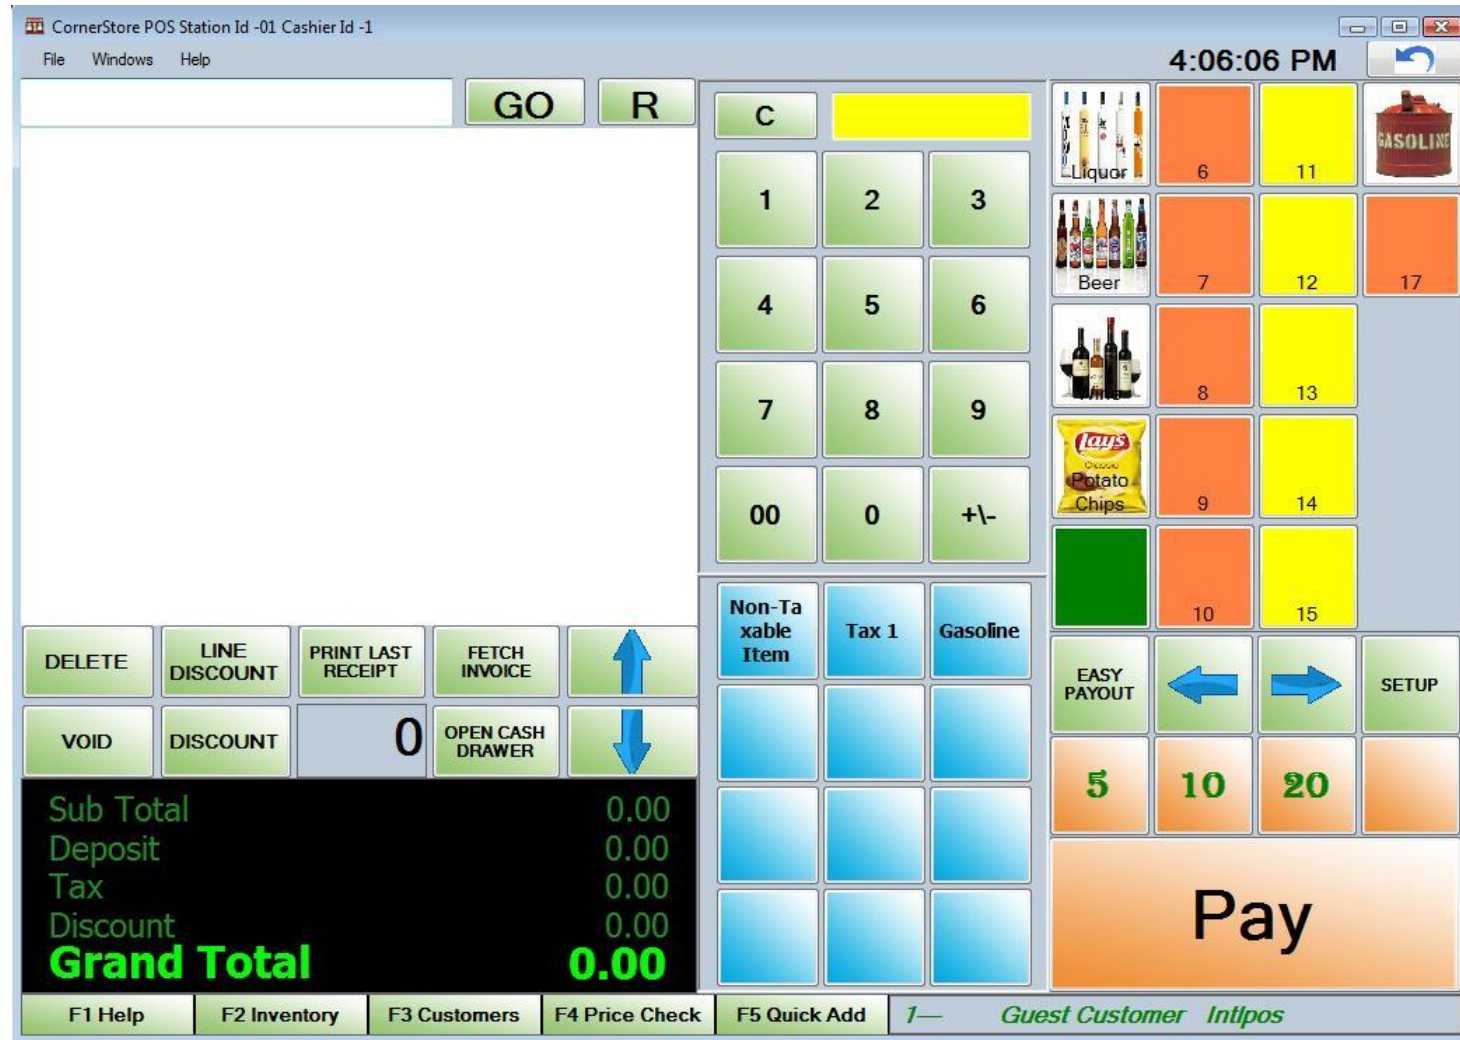 CornerStore POS Station Id -01 Cashier Id -1
File Windows Help
4:06:06 PM
GO R
C
1 2 3
4 5 6
7 8 9
00 0 +\-
Liquor 6 11 GASOLINE
Beer 7 12 17
Wine 8 13
Lay's
Classic
Potato
Chips 9 14
10 15
DELETE
LINE
DISCOUNT
PRINT LAST
RECEIPT
FETCH
INVOICE
VOID
DISCOUNT
0
OPEN CASH
DRAWER
Non-Ta
xable
Item
Tax 1
Gasoline
EASY
PAYOUT
SETUP
5 10 20
Pay
Sub Total 0.00
Deposit 0.00
Tax 0.00
Discount 0.00
Grand Total 0.00
F1 Help F2 Inventory F3 Customers F4 Price Check F5 Quick Add 1— Guest Customer Intlpos